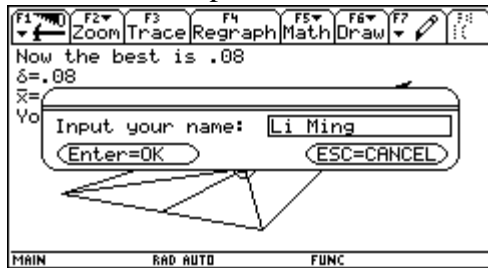 F1 F2 F3 F4 F5 F6 F7
Zoom Trace Regraph Math Draw
Now the best is .08
δ=.08
x̄=
Yo
Input your name: Li Ming
Enter=OK ESC=CANCEL
MAIN RAD AUTO FUNC